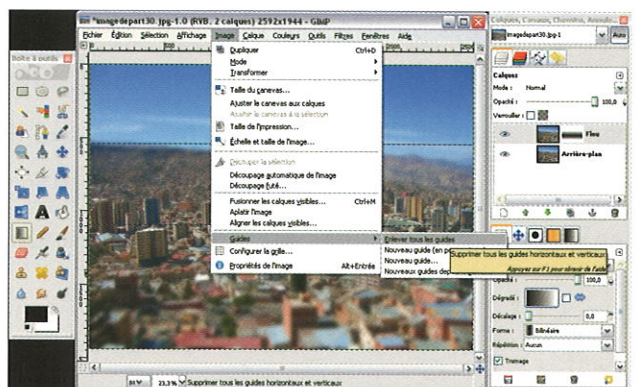 *imagedepart30.jpg-1.0 (RVB, 2 calques) 2592x1944 - GIMP
Fichier Édition Sélection Affichage Image Calque Couleurs Outils Filtres Fenêtres Aide
Boîte à outils
Dupliquer Ctrl+D
Mode
Transformer
Taille du canevas...
Ajuster le canevas aux calques
Ajuster le canevas à la sélection
Taille de l'impression...
Échelle et taille de l'image...
Découper la sélection
Découpage automatique de l'image
Découpage futé...
Fusionner les calques visibles... Ctrl+M
Aplatir l'image
Aligner les calques visibles...
Guides
Configurer la grille...
Propriétés de l'image Alt+Entrée
Enlever tous les guides
Nouveau guide (en p
Nouveau guide...
Nouveaux guides dep
Supprimer tous les guides horizontaux et verticaux
Appuyez sur F1 pour obtenir de l'aide
23,3 % Supprimer tous les guides horizontaux et verticaux
Calques, Canaux, Chemins, Annule
imagedepart30.jpg-1 Auto
Calques
Mode : Normal
Opacité : 100,0
Verrouiller :
Flou
Arrière-plan
Opacité : 100,0
Dégradé :
Décalage : 0,0
Forme : Bilinéaire
Répétition : Aucun
Tramage